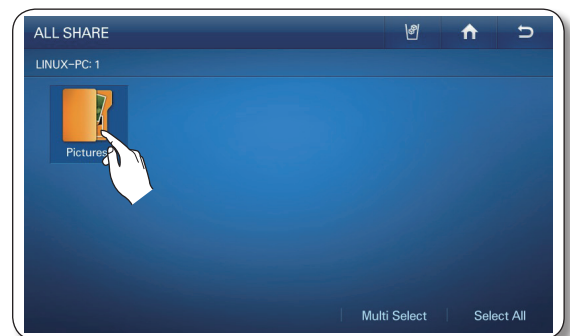 ALL SHARE
LINUX-PC: 1
Pictures
Multi Select Select All